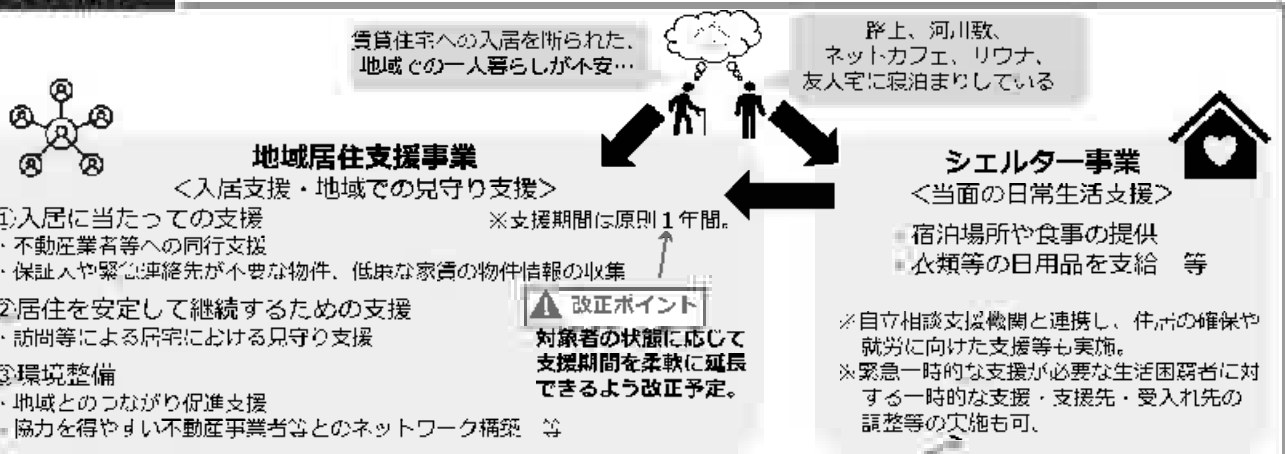 賃貸住宅への入居を断られた、
地域での一人暮らしが不安…
路上、河川敷、
ネットカフェ、サウナ、
友人宅に寝泊まりしている
地域居住支援事業
<入居支援・地域での見守り支援>
①入居に当たっての支援
※支援期間は原則1年間。
・不動産業者等への同行支援
・保証人や緊急連絡先が不要な物件、低廉な家賃の物件情報の収集
②居住を安定して継続するための支援
・訪問等による居宅における見守り支援
③環境整備
・地域とのつながり促進支援
・協力を得やすい不動産事業者等とのネットワーク構築 等
改正ポイント
対象者の状態に応じて
支援期間を柔軟に延長
できるよう改正予定。
シェルター事業
<当面の日常生活支援>
・宿泊場所や食事の提供
・衣類等の日用品を支給 等
※自立相談支援機関と連携し、住居の確保や
就労に向けた支援等も実施。
※緊急一時的な支援が必要な生活困窮者に対
する一時的な支援・支援先・受入れ先の
調整等の実施も可。